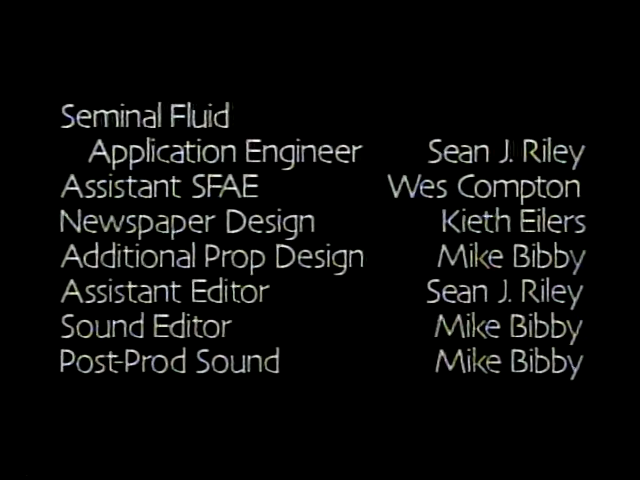 Seminal Fluid
Application Engineer Sean J. Riley
Assistant SFAE Wes Compton
Newspaper Design Kieth Eilers
Additional Prop Design Mike Bibby
Assistant Editor Sean J. Riley
Sound Editor Mike Bibby
Post-Prod Sound Mike Bibby